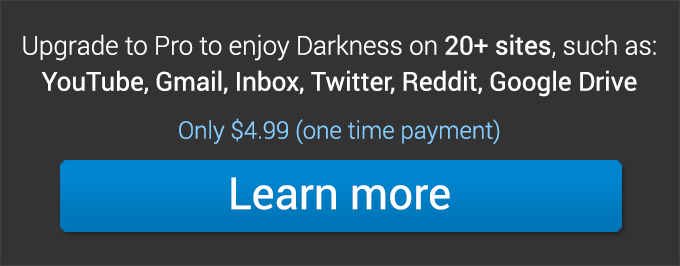 Upgrade to Pro to enjoy Darkness on 20+ sites, such as:
YouTube, Gmail, Inbox, Twitter, Reddit, Google Drive
Only $4.99 (one time payment)
Learn more